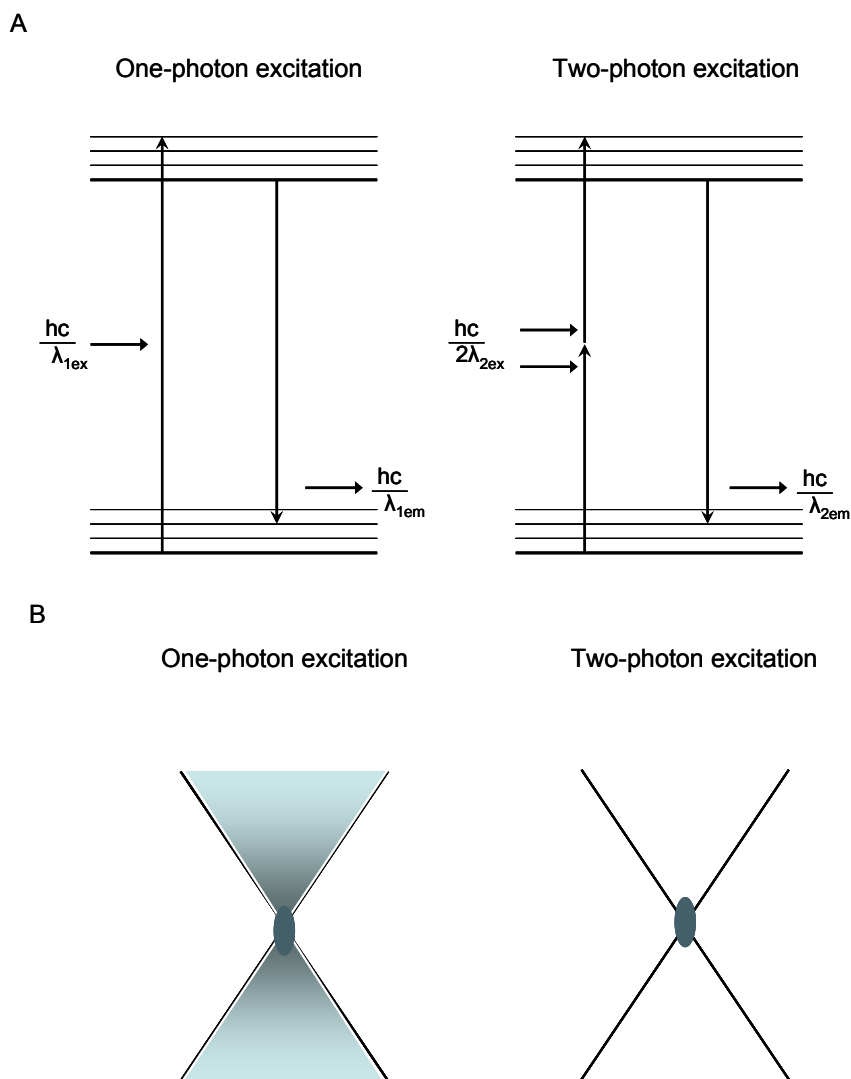 A
One-photon excitation
Two-photon excitation
hc
λ1ex
hc
2λ2ex
hc
λ1em
hc
λ2em
B
One-photon excitation
Two-photon excitation